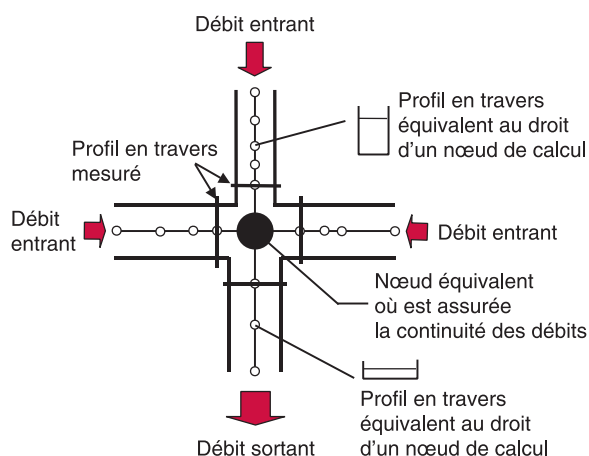 Débit entrant
Profil en travers
équivalent au droit
d'un nœud de calcul
Profil en travers
mesuré
Débit
entrant
Débit entrant
Nœud équivalent
où est assurée
la continuité des débits
Profil en travers
équivalent au droit
d'un nœud de calcul
Débit sortant